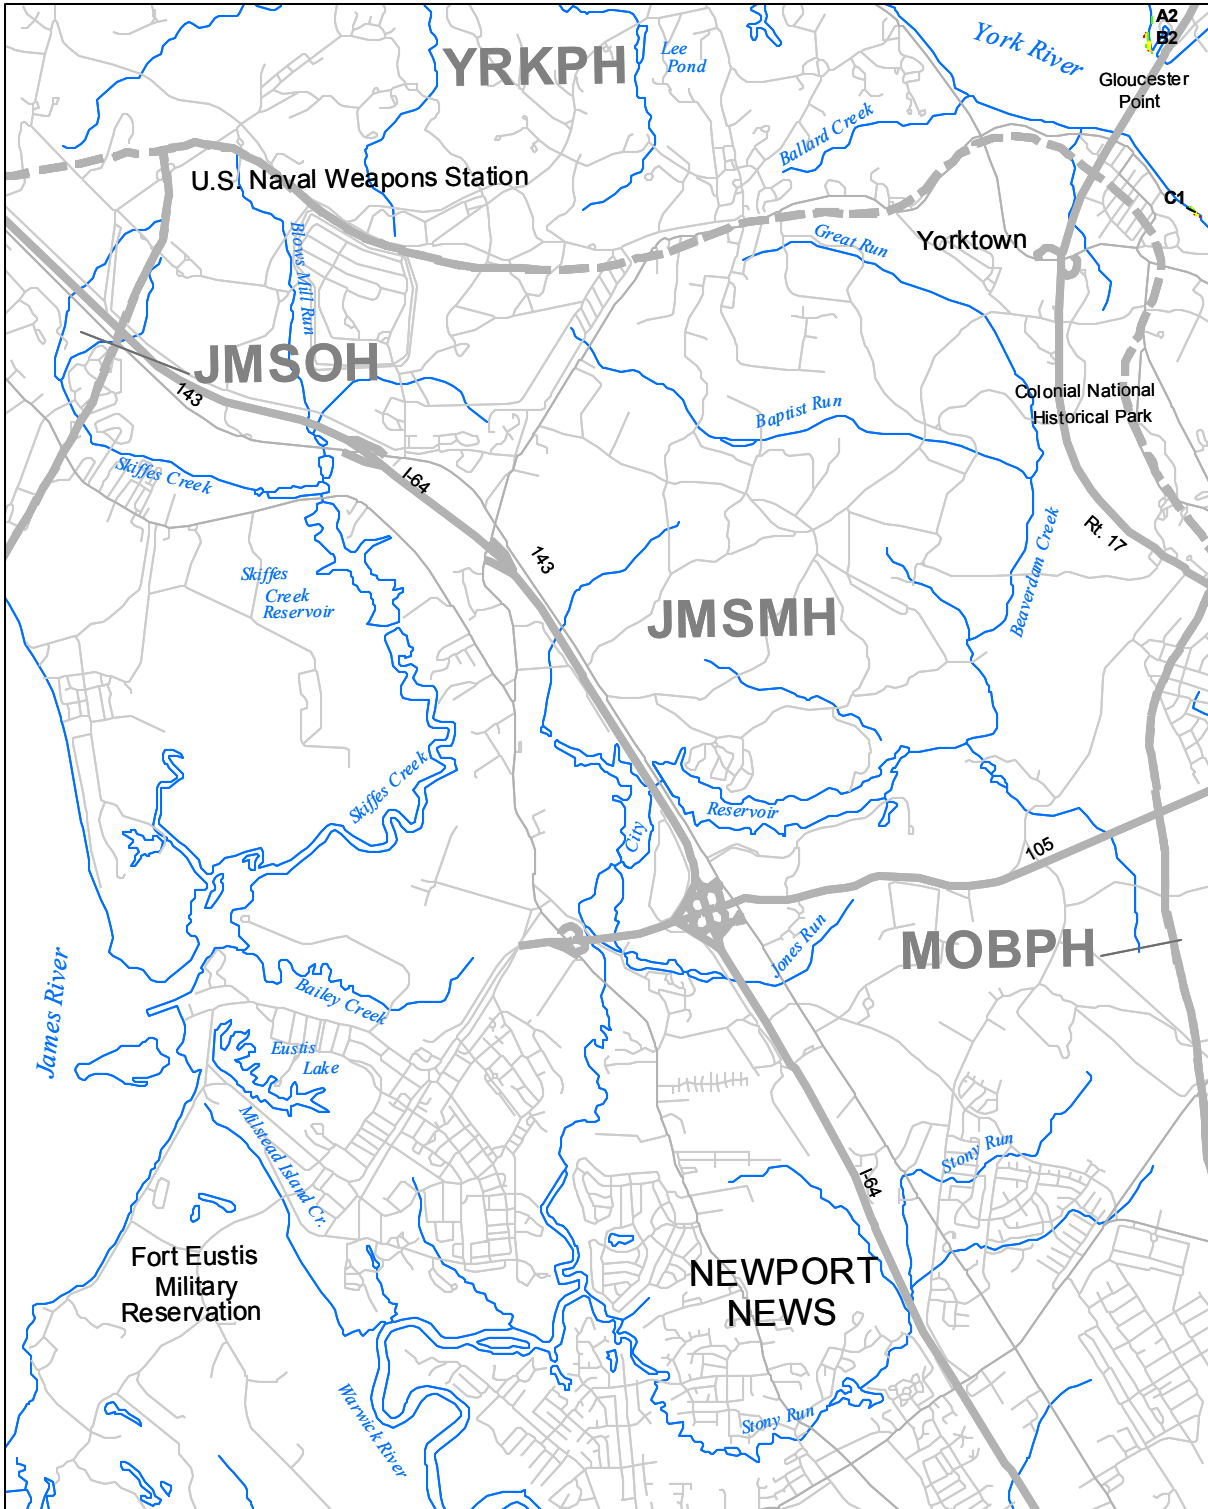 A2
B2
York River
YRKPH
Lee
Pond
Gloucester
Point
Ballard Creek
U.S. Naval Weapons Station
C1
Blows Mill Run
Great Run
Yorktown
JMSOH
143
Colonial National
Historical Park
Baptist Run
Skiffes Creek
I-64
Rt. 17
143
Beaverdam Creek
Skiffes
Creek
Reservoir
JMSMH
Skiffes Creek
Reservoir
City
105
Jones Run
MOBPH
James River
Bailey Creek
Eustis
Lake
Milstead Island Cr.
Stony Run
I-64
Fort Eustis
Military
Reservation
NEWPORT
NEWS
Warwick River
Stony Run